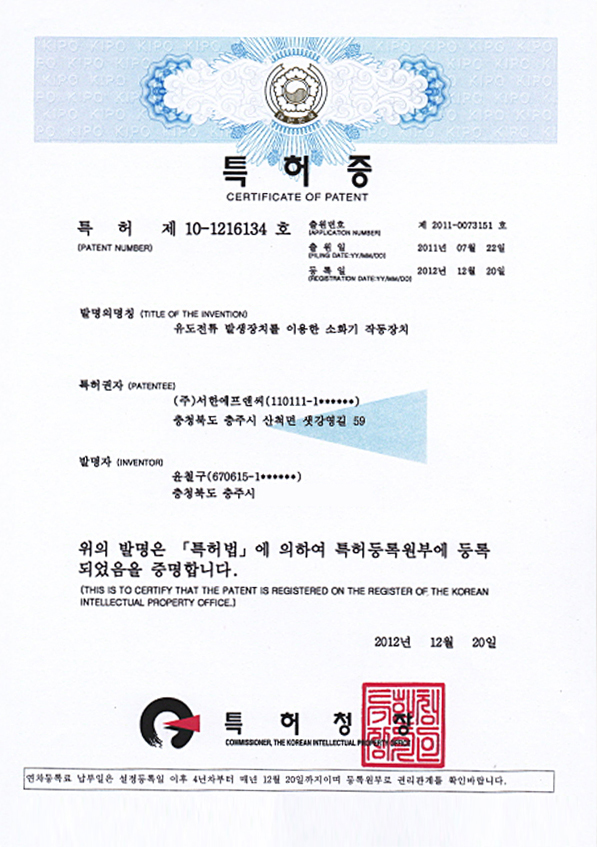 KIPO KIPO KIPO KIPO KIPO KIPO
특허증
CERTIFICATE OF PATENT
특 허 제 10-1216134 호
(PATENT NUMBER)
출원번호 제 2011-0073151 호
(APPLICATION NUMBER)
출 원 일 2011년 07월 22일
(FILING DATE:YY/MM/DD)
등 록 일 2012년 12월 20일
(REGISTRATION DATE:YY/MM/DD)
발명의명칭 (TITLE OF THE INVENTION)
유도전류 발생장치를 이용한 소화기 작동장치
특허권자 (PATENTEE)
(주)서한에프엔씨(110111-1******)
충청북도 충주시 산척면 샛강영길 59
발명자 (INVENTOR)
윤철구(670615-1******)
충청북도 충주시
위의 발명은 「특허법」에 의하여 특허등록원부에 등록
되었음을 증명합니다.
(THIS IS TO CERTIFY THAT THE PATENT IS REGISTERED ON THE REGISTER OF THE KOREAN
INTELLECTUAL PROPERTY OFFICE.)
2012년 12월 20일
특 허 청 장
COMMISSIONER, THE KOREAN INTELLECTUAL PROPERTY OFFICE
연차등록료 납부일은 설정등록일 이후 4년차부터 매년 12월 20일까지이며 등록원부로 권리관계를 확인바랍니다.